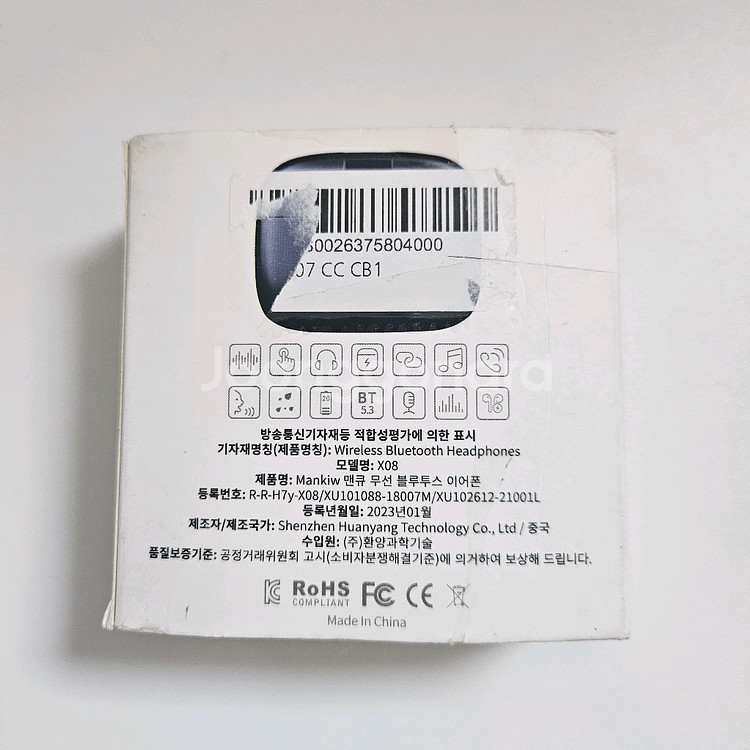 0026375804000
07 CC CB1
Joonggonara
20
BT
5.3
방송통신기자재등 적합성평가에 의한 표시
기자재명칭(제품명칭): Wireless Bluetooth Headphones
모델명: X08
제품명: Mankiw 맨큐 무선 블루투스 이어폰
등록번호: R-R-H7y-X08/XU101088-18007M/XU102612-21001L
등록년월일: 2023년01월
제조자/제조국가: Shenzhen Huanyang Technology Co., Ltd / 중국
수입원: (주)환양과학기술
품질보증기준: 공정거래위원회 고시(소비자분쟁해결기준)에 의거하여 보상해 드립니다.
RoHS
COMPLIANT
FC CE
Made In China